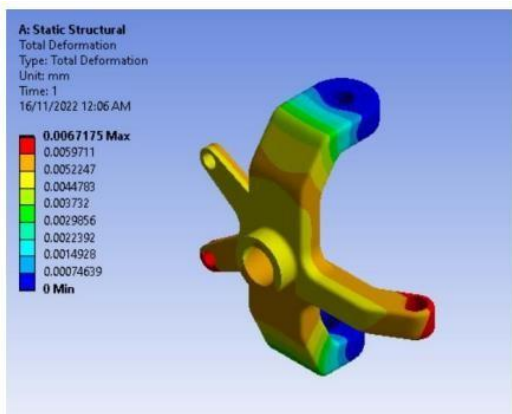 A: Static Structural
Total Deformation
Type: Total Deformation
Unit: mm
Time: 1
16/11/2022 12:06 AM
0.0067175 Max
0.0059711
0.0052247
0.0044783
0.003732
0.0029856
0.0022392
0.0014928
0.00074639
0 Min